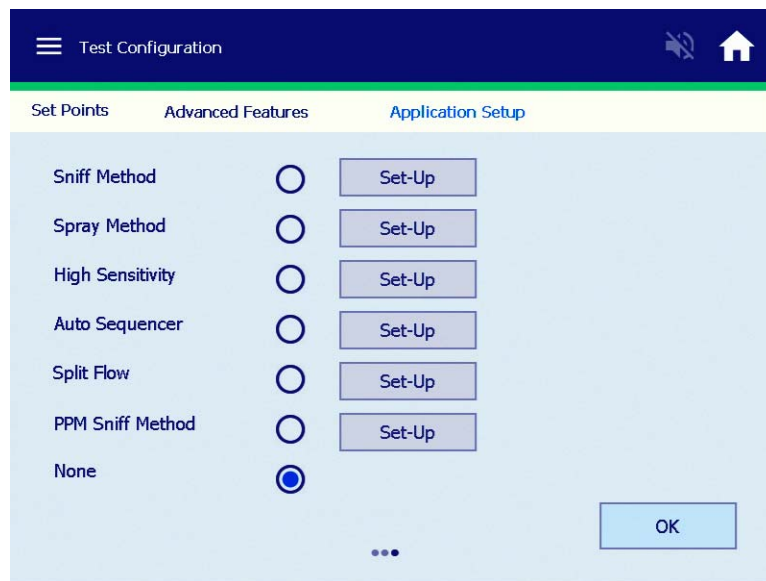 Test Configuration
Set Points Advanced Features Application Setup
Sniff Method Set-Up
Spray Method Set-Up
High Sensitivity Set-Up
Auto Sequencer Set-Up
Split Flow Set-Up
PPM Sniff Method Set-Up
None
OK